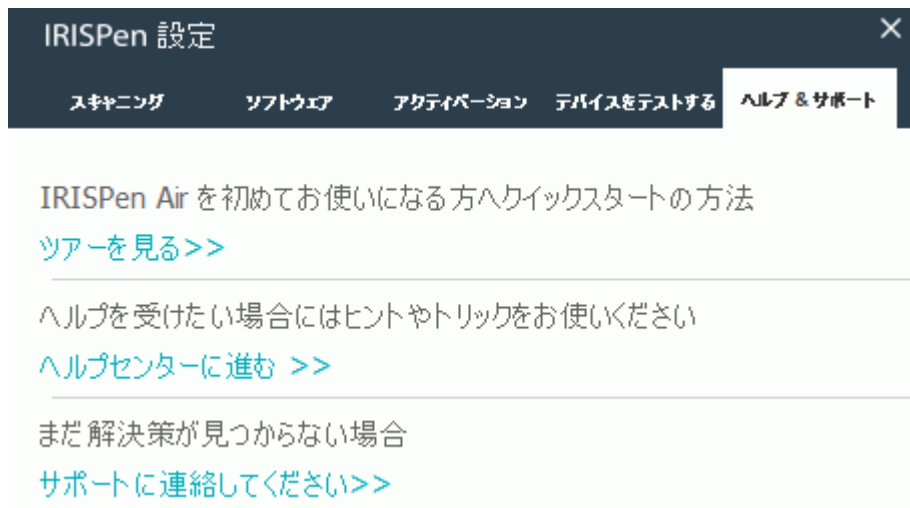 IRISPen 設定
×
スキャニング ソフトウェア アクティベーション デバイスをテストする ヘルプ & サポート
IRISPen Air を初めてお使いになる方へクイックスタートの方法
ツアーを見る>>
ヘルプを受けたい場合にはヒントやトリックをお使いください
ヘルプセンターに進む >>
まだ解決策が見つからない場合
サポートに連絡してください>>